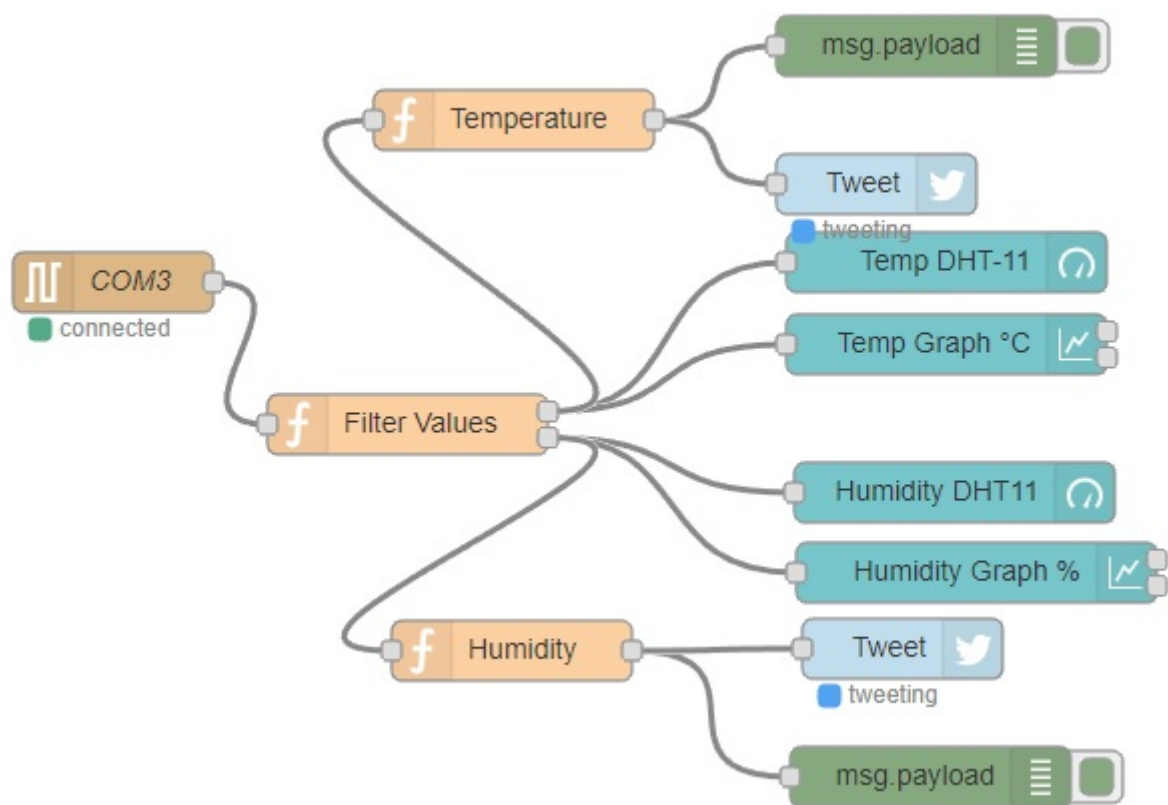 msg.payload
Temperature
Tweet
tweeting
Temp DHT-11
COM3
connected
Temp Graph °C
Filter Values
Humidity DHT11
Humidity Graph %
Humidity
Tweet
tweeting
msg.payload